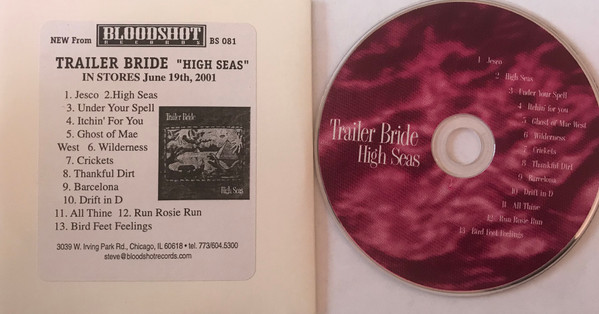 NEW From BLOODSHOT RECORDS BS 081
TRAILER BRIDE "HIGH SEAS"
IN STORES June 19th, 2001
1. Jesco 2.High Seas
3. Under Your Spell
4. Itchin' For You
5. Ghost of Mae
West 6. Wilderness
7. Crickets
8. Thankful Dirt
9. Barcelona
10. Drift in D
11. All Thine 12. Run Rosie Run
13. Bird Feet Feelings
Trailer Bride
High Seas
3039 W. Irving Park Rd., Chicago, IL 60618 • tel. 773/604.5300
steve@bloodshotrecords.com
Trailer Bride
High Seas
1 Jesco
2 High Seas
3 Under Your Spell
4 Itchin' for you
5 Ghost of Mae West
6 Wilderness
7 Crickets
8 Thankful Dirt
9 Barcelona
10 Drift in D
11 All Thine
12 Run Rosie Run
13 Bird Feet Feelings